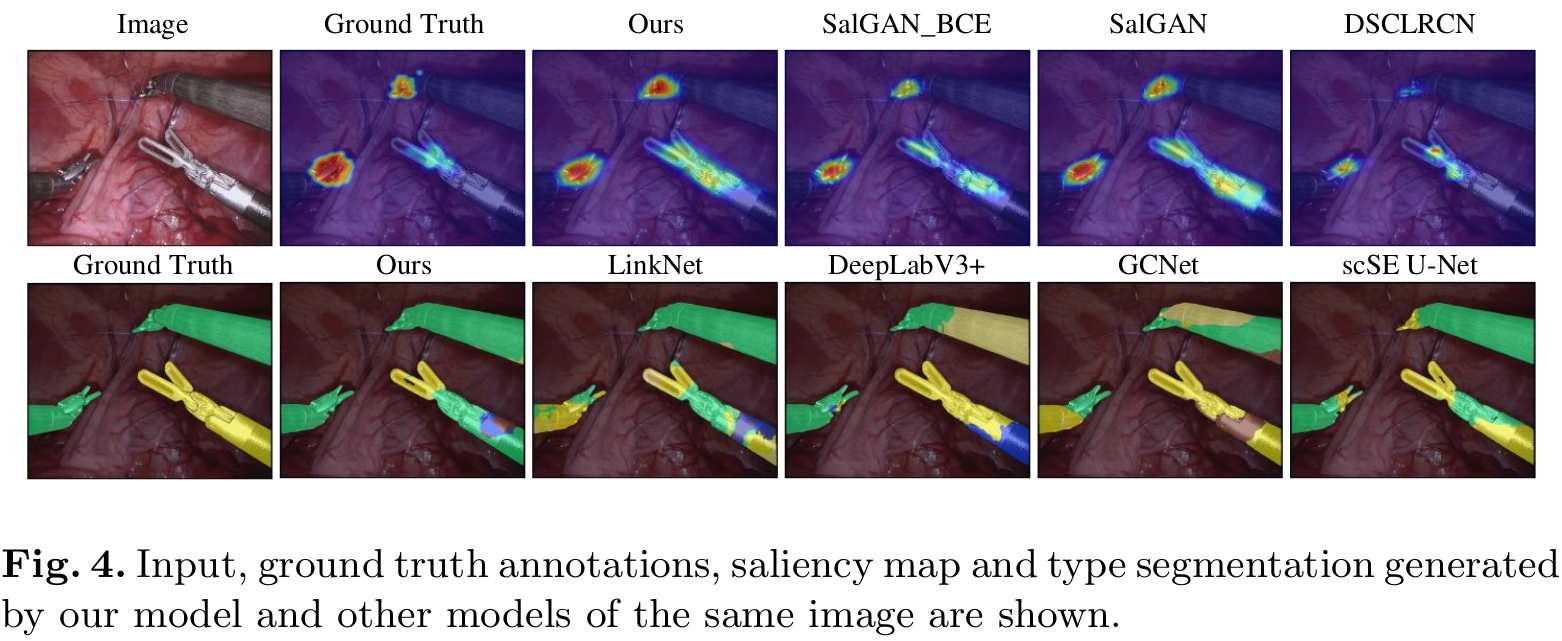 Image Ground Truth Ours SalGAN_BCE SalGAN DSCLRCN
Ground Truth Ours LinkNet DeepLabV3+ GCNet scSE U-Net
Fig. 4. Input, ground truth annotations, saliency map and type segmentation generated
by our model and other models of the same image are shown.